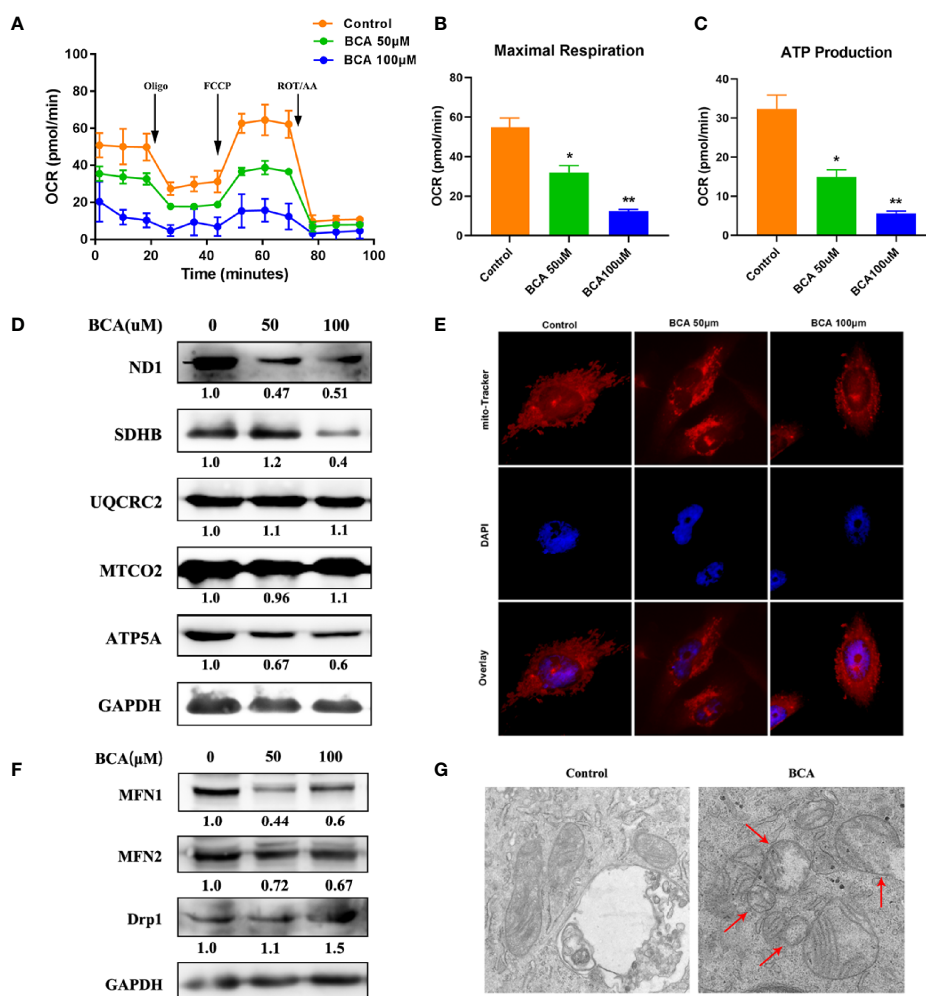 A
Control
BCA 50μM
BCA 100μM
100
80
60
40
20
0
OCR (pmol/min)
Oligo
FCCP
ROT/AA
0 20 40 60 80 100
Time (minutes)
B
Maximal Respiration
80
60
40
20
0
OCR (pmol/min)
*
**
Control
BCA 50uM
BCA100uM
C
ATP Production
40
30
20
10
0
OCR (pmol/min)
*
**
Control
BCA 50uM
BCA100uM
D
BCA(uM) 0 50 100
ND1
1.0 0.47 0.51
SDHB
1.0 1.2 0.4
UQCRC2
1.0 1.1 1.1
MTCO2
1.0 0.96 1.1
ATP5A
1.0 0.67 0.6
GAPDH
E
Control BCA 50μm BCA 100μm
mito-Tracker
DAPI
Overlay
F
BCA(μM) 0 50 100
MFN1
1.0 0.44 0.6
MFN2
1.0 0.72 0.67
Drp1
1.0 1.1 1.5
GAPDH
G
Control BCA